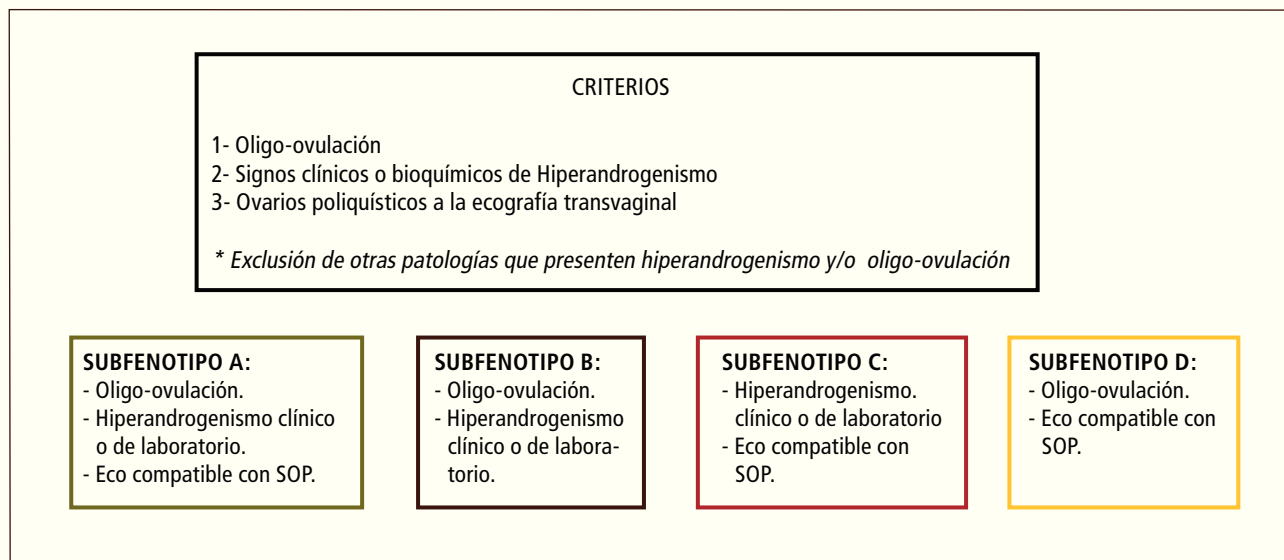 CRITERIOS
1- Oligo-ovulación
2- Signos clínicos o bioquímicos de Hiperandrogenismo
3- Ovarios poliquísticos a la ecografía transvaginal
* Exclusión de otras patologías que presenten hiperandrogenismo y/o oligo-ovulación
SUBFENOTIPO A:
- Oligo-ovulación.
- Hiperandrogenismo clínico
o de laboratorio.
- Eco compatible con SOP.
SUBFENOTIPO B:
- Oligo-ovulación.
- Hiperandrogenismo
clínico o de labora-
torio.
SUBFENOTIPO C:
- Hiperandrogenismo.
clínico o de laboratorio
- Eco compatible con
SOP.
SUBFENOTIPO D:
- Oligo-ovulación.
- Eco compatible con
SOP.